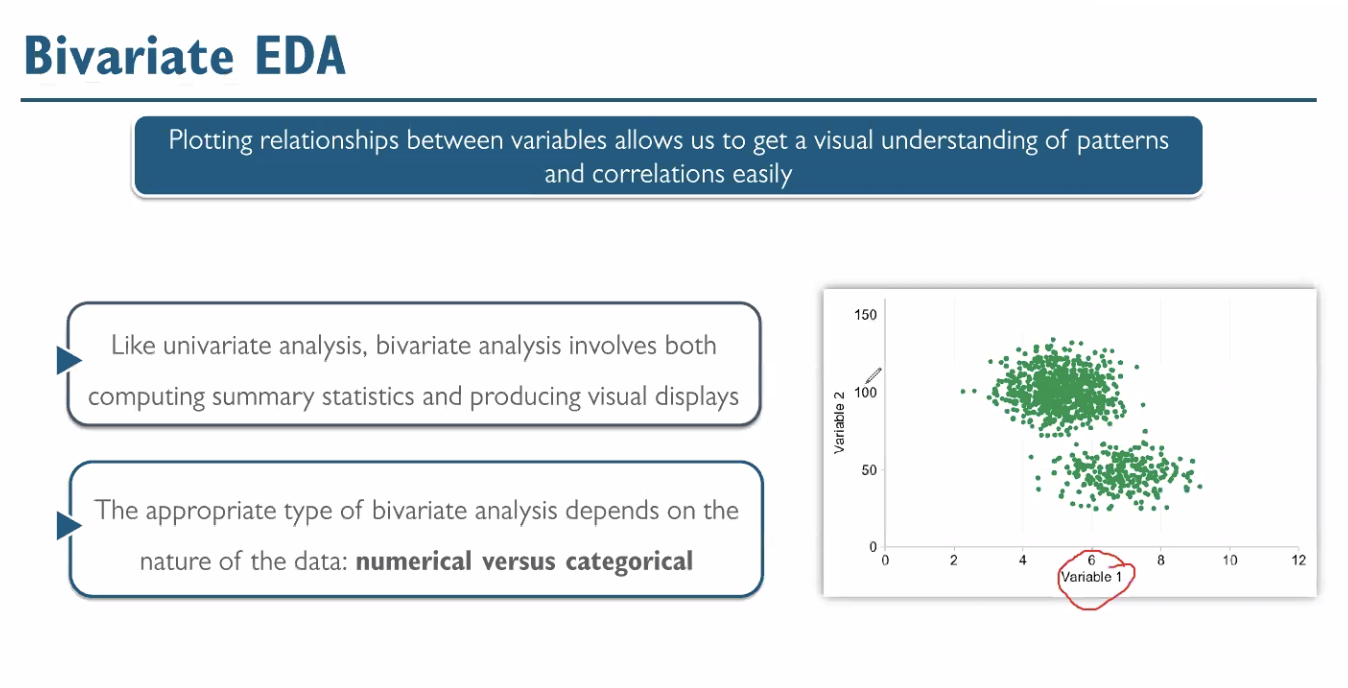 Bivariate EDA
Plotting relationships between variables allows us to get a visual understanding of patterns
and correlations easily
Like univariate analysis, bivariate analysis involves both
computing summary statistics and producing visual displays
The appropriate type of bivariate analysis depends on the
nature of the data: numerical versus categorical
150
100
50
0
Variable 2
0 2 4 6 8 10 12
Variable 1